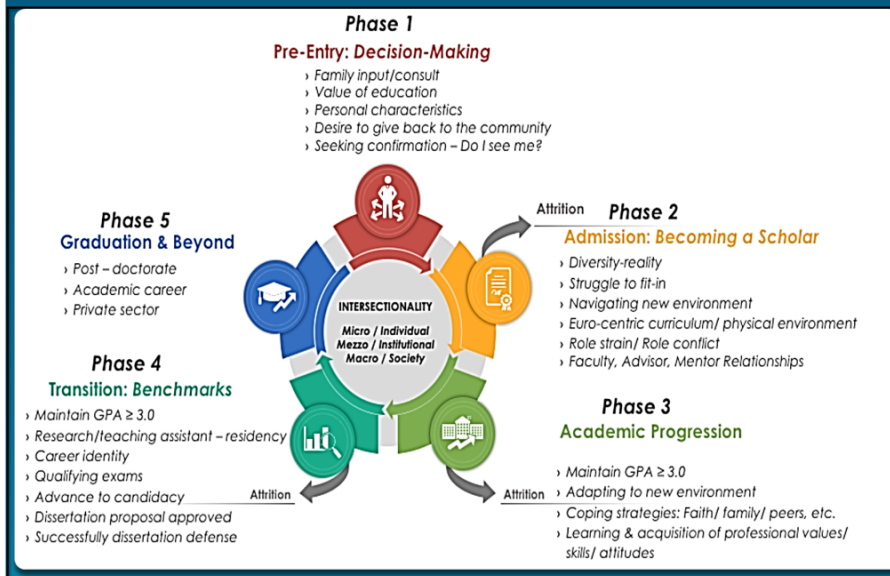 Phase 1
Pre-Entry: Decision-Making
› Family input/consult
› Value of education
› Personal characteristics
› Desire to give back to the community
› Seeking confirmation – Do I see me?
Attrition
Phase 2
Admission: Becoming a Scholar
› Diversity-reality
› Struggle to fit-in
› Navigating new environment
› Euro-centric curriculum/ physical environment
› Role strain/ Role conflict
› Faculty, Advisor, Mentor Relationships
Phase 3
Academic Progression
› Maintain GPA ≥ 3.0
› Adapting to new environment
› Coping strategies: Faith/ family/ peers, etc.
› Learning & acquisition of professional values/
skills/ attitudes
Attrition
Phase 4
Transition: Benchmarks
› Maintain GPA ≥ 3.0
› Research/teaching assistant – residency
› Career identity
› Qualifying exams
› Advance to candidacy
› Dissertation proposal approved
› Successfully dissertation defense
Attrition
Phase 5
Graduation & Beyond
› Post – doctorate
› Academic career
› Private sector
INTERSECTIONALITY
Micro / Individual
Mezzo / Institutional
Macro / Society